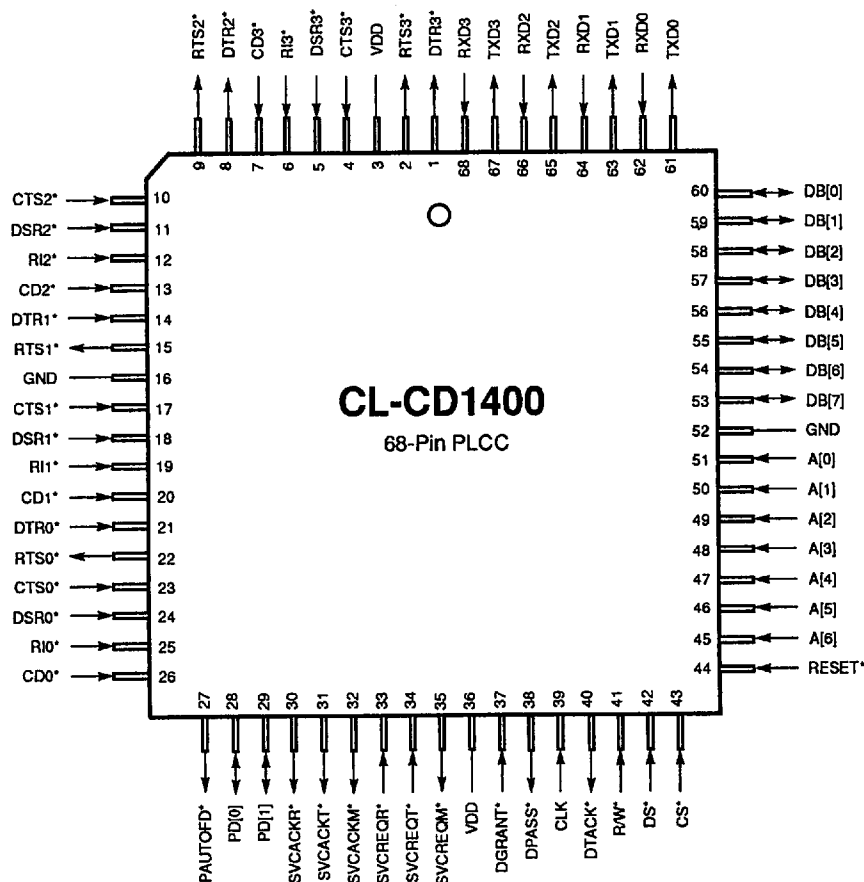 RTS2* DTR2* CD3* RI3* DSR3* CTS3* VDD RTS3* DTR3* RXD3 TXD3 RXD2 TXD2 RXD1 TXD1 RXD0 TXD0
9 8 7 6 5 4 3 2 1 68 67 66 65 64 63 62 61
CTS2* 10
DSR2* 11
RI2* 12
CD2* 13
DTR1* 14
RTS1* 15
GND 16
CTS1* 17
DSR1* 18
RI1* 19
CD1* 20
DTR0* 21
RTS0* 22
CTS0* 23
DSR0* 24
RI0* 25
CD0* 26
CL-CD1400
68-Pin PLCC
60 DB[0]
59 DB[1]
58 DB[2]
57 DB[3]
56 DB[4]
55 DB[5]
54 DB[6]
53 DB[7]
52 GND
51 A[0]
50 A[1]
49 A[2]
48 A[3]
47 A[4]
46 A[5]
45 A[6]
44 RESET*
27 28 29 30 31 32 33 34 35 36 37 38 39 40 41 42 43
PAUTOFD* PD[0] PD[1] SVCACKR* SVCACKT* SVCACKM* SVCREQR* SVCREQT* SVCREQM* VDD DGRANT* DPASS* CLK DTACK* R/W* DS* CS*